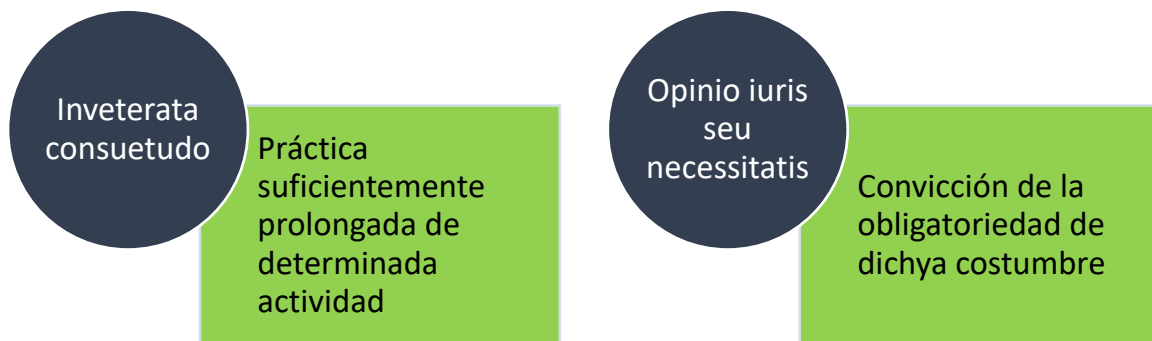 Inveterata
consuetudo
Práctica
suficientemente
prolongada de
determinada
actividad
Opinio iuris
seu
necessitatis
Convicción de la
obligatoriedad de
dichya costumbre